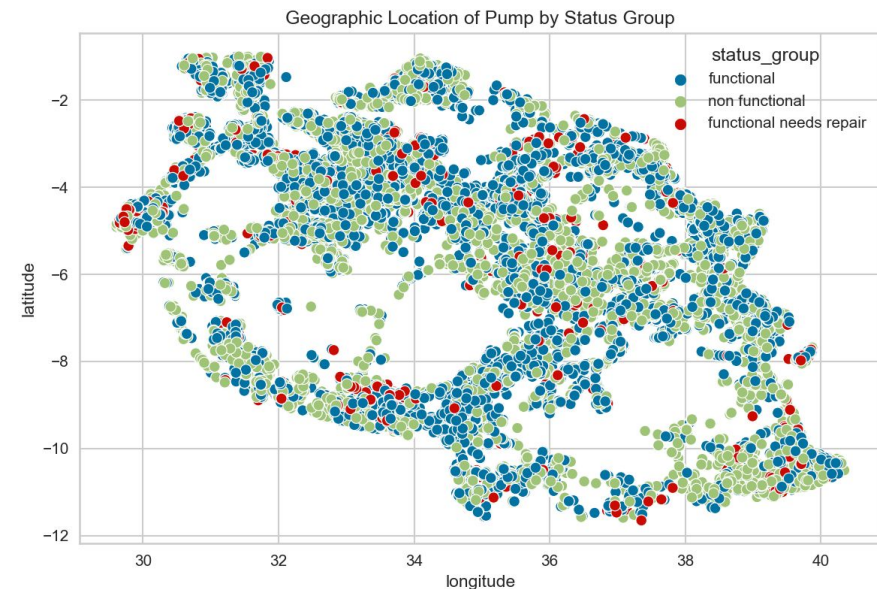 Geographic Location of Pump by Status Group
status_group
functional
non functional
functional needs repair
−2
−4
−6
−8
−10
−12
latitude
30
32
34
36
38
40
longitude